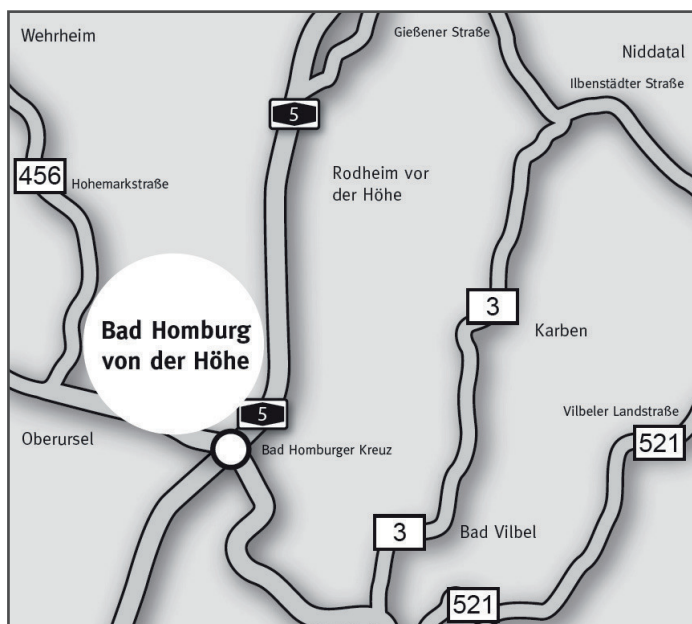 Wehrheim
Gießener Straße
Niddatal
Ilbenstädter Straße
5
456
Hohemarkstraße
Rodheim vor
der Höhe
3
Karben
Bad Homburg
von der Höhe
5
Vilbeler Landstraße
Oberursel
Bad Homburger Kreuz
521
3
Bad Vilbel
521